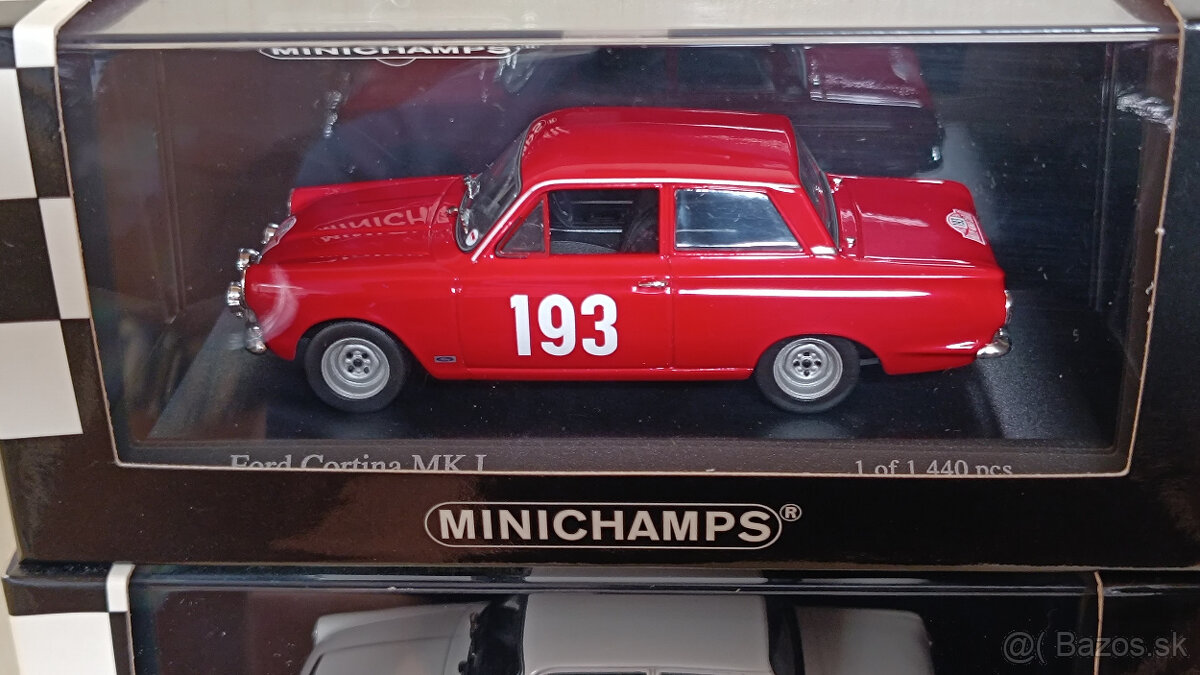 MINICHAMPS®
193
Ford Cortina MK I
1 of 1.440 pcs
MINICHAMPS®
@( Bazos.sk